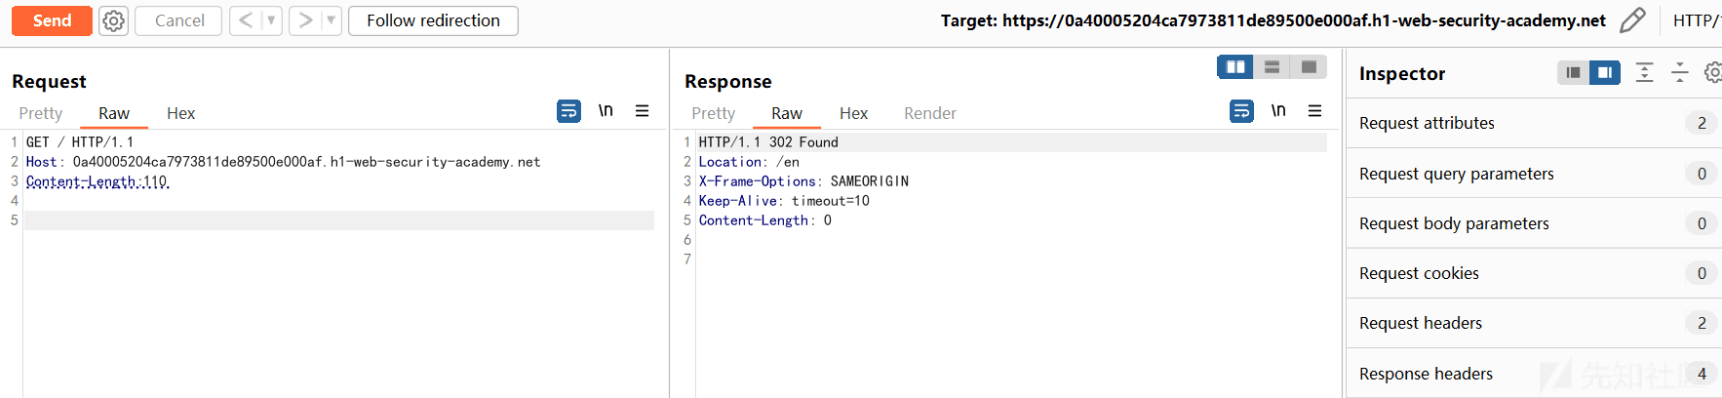 Send Cancel < > Follow redirection Target: https://0a40005204ca7973811de89500e000af.h1-web-security-academy.net HTTP/
Request
Pretty Raw Hex \n
1 GET / HTTP/1.1
2 Host: 0a40005204ca7973811de89500e000af.h1-web-security-academy.net
3 Content-Length:110
4
5
Response
Pretty Raw Hex Render \n
1 HTTP/1.1 302 Found
2 Location: /en
3 X-Frame-Options: SAMEORIGIN
4 Keep-Alive: timeout=10
5 Content-Length: 0
6
7
Inspector
Request attributes 2
Request query parameters 0
Request body parameters 0
Request cookies 0
Request headers 2
Response headers 4
先知社区